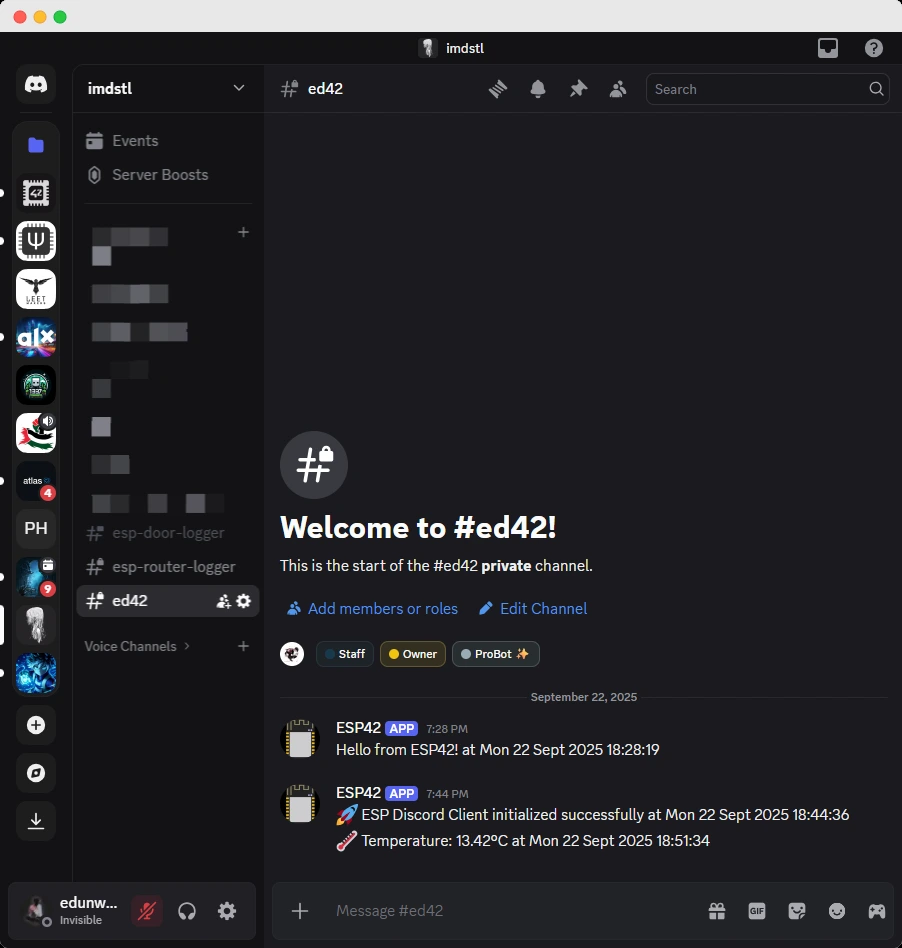 imdstl
imdstl
ed42
Search
Events
Server Boosts
42
LEET
alx
1337
atlas
4
PH
9
esp-door-logger
esp-router-logger
ed42
Voice Channels
Welcome to #ed42!
This is the start of the #ed42 private channel.
Add members or roles
Edit Channel
Staff
Owner
ProBot ✨
September 22, 2025
ESP42 APP 7:28 PM
Hello from ESP42! at Mon 22 Sept 2025 18:28:19
ESP42 APP 7:44 PM
🚀 ESP Discord Client initialized successfully at Mon 22 Sept 2025 18:44:36
🌡️ Temperature: 13.42ºC at Mon 22 Sept 2025 18:51:34
edunw...
Invisible
Message #ed42
GIF